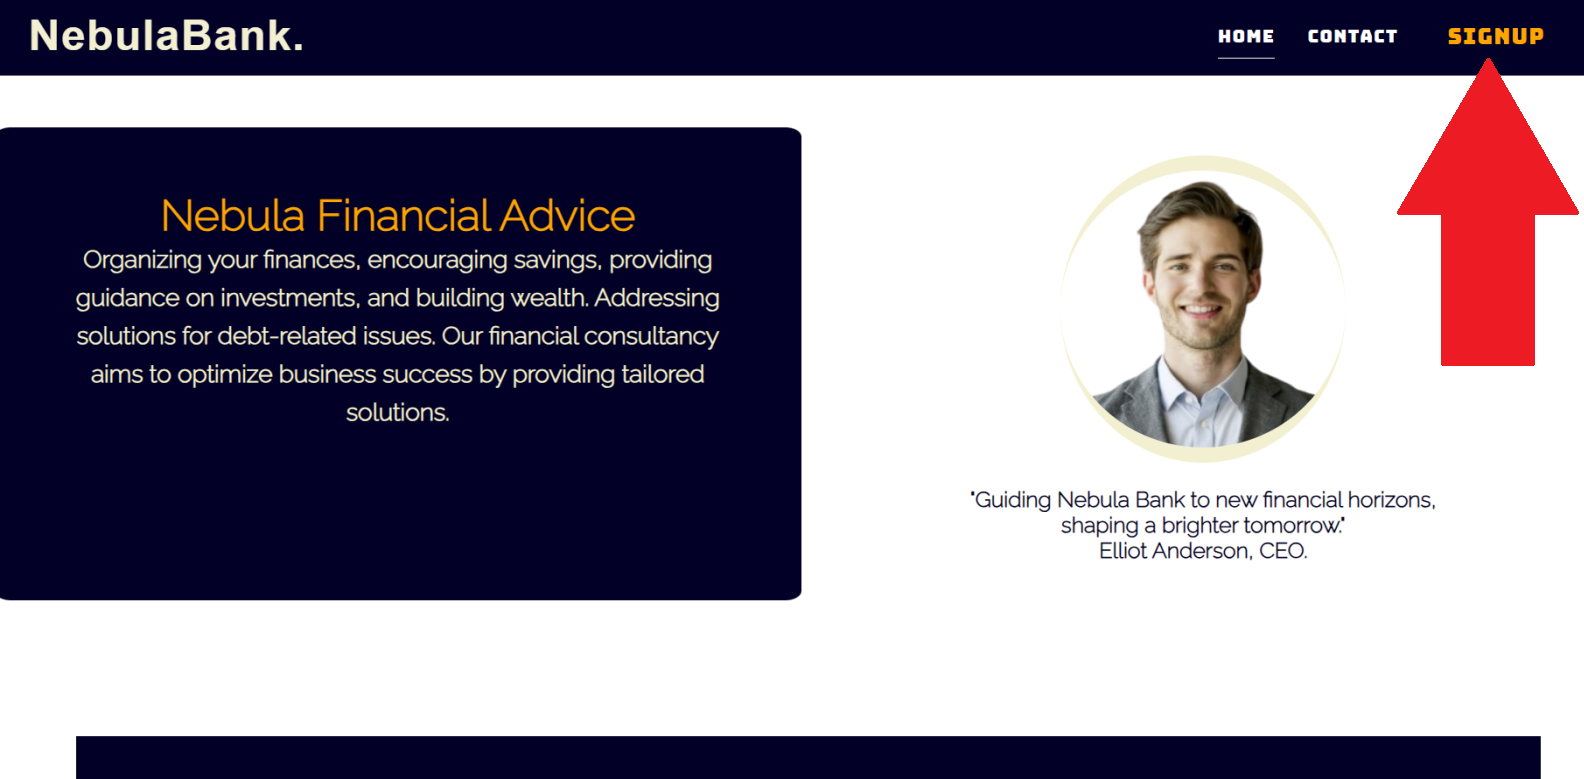 NebulaBank.
HOME
CONTACT
SIGNUP
Nebula Financial Advice
Organizing your finances, encouraging savings, providing
guidance on investments, and building wealth. Addressing
solutions for debt-related issues. Our financial consultancy
aims to optimize business success by providing tailored
solutions.
"Guiding Nebula Bank to new financial horizons,
shaping a brighter tomorrow."
Elliot Anderson, CEO.